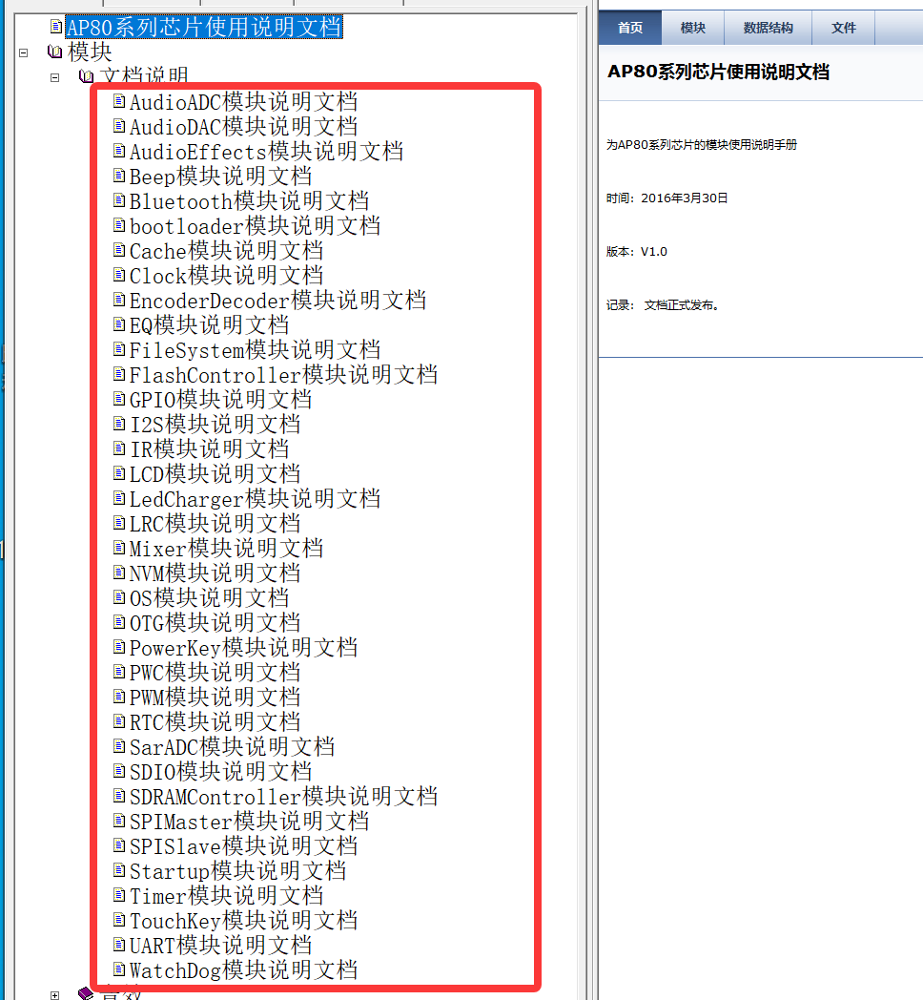 AP80系列芯片使用说明文档
模块
文档说明
AudioADC模块说明文档
AudioDAC模块说明文档
AudioEffects模块说明文档
Beep模块说明文档
Bluetooth模块说明文档
bootloader模块说明文档
Cache模块说明文档
Clock模块说明文档
EncoderDecoder模块说明文档
EQ模块说明文档
FileSystem模块说明文档
FlashController模块说明文档
GPIO模块说明文档
I2S模块说明文档
IR模块说明文档
LCD模块说明文档
LedCharger模块说明文档
LRC模块说明文档
Mixer模块说明文档
NVM模块说明文档
OS模块说明文档
OTG模块说明文档
PowerKey模块说明文档
PWC模块说明文档
PWM模块说明文档
RTC模块说明文档
SarADC模块说明文档
SDIO模块说明文档
SDRAMController模块说明文档
SPIMaster模块说明文档
SPISlave模块说明文档
Startup模块说明文档
Timer模块说明文档
TouchKey模块说明文档
UART模块说明文档
WatchDog模块说明文档
首页 模块 数据结构 文件
AP80系列芯片使用说明文档
为AP80系列芯片的模块使用说明手册
时间：2016年3月30日
版本：V1.0
记录： 文档正式发布。